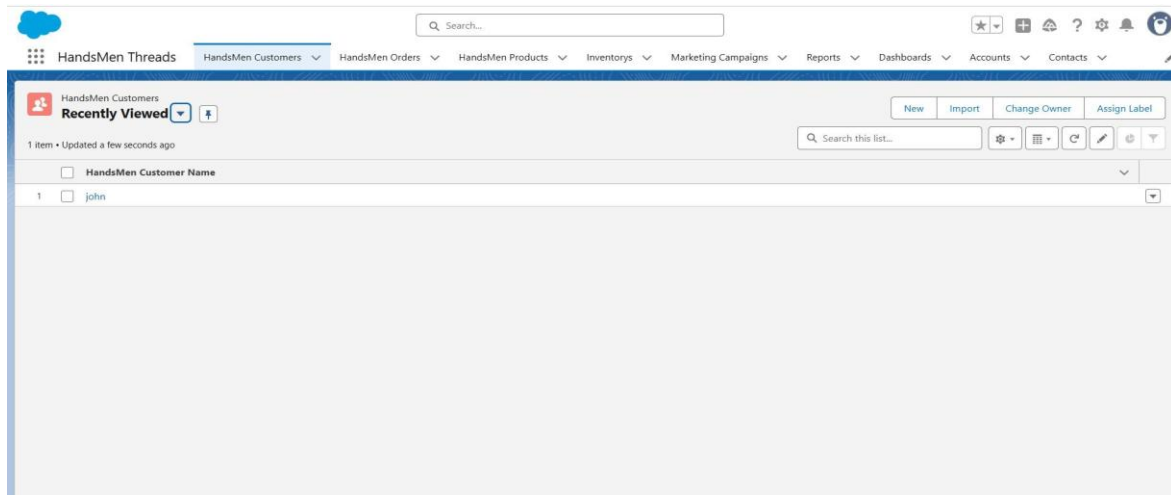 Search...
HandsMen Threads HandsMen Customers HandsMen Orders HandsMen Products Inventorys Marketing Campaigns Reports Dashboards Accounts Contacts
HandsMen Customers
Recently Viewed
New Import Change Owner Assign Label
1 item • Updated a few seconds ago
Search this list...
HandsMen Customer Name
1 john